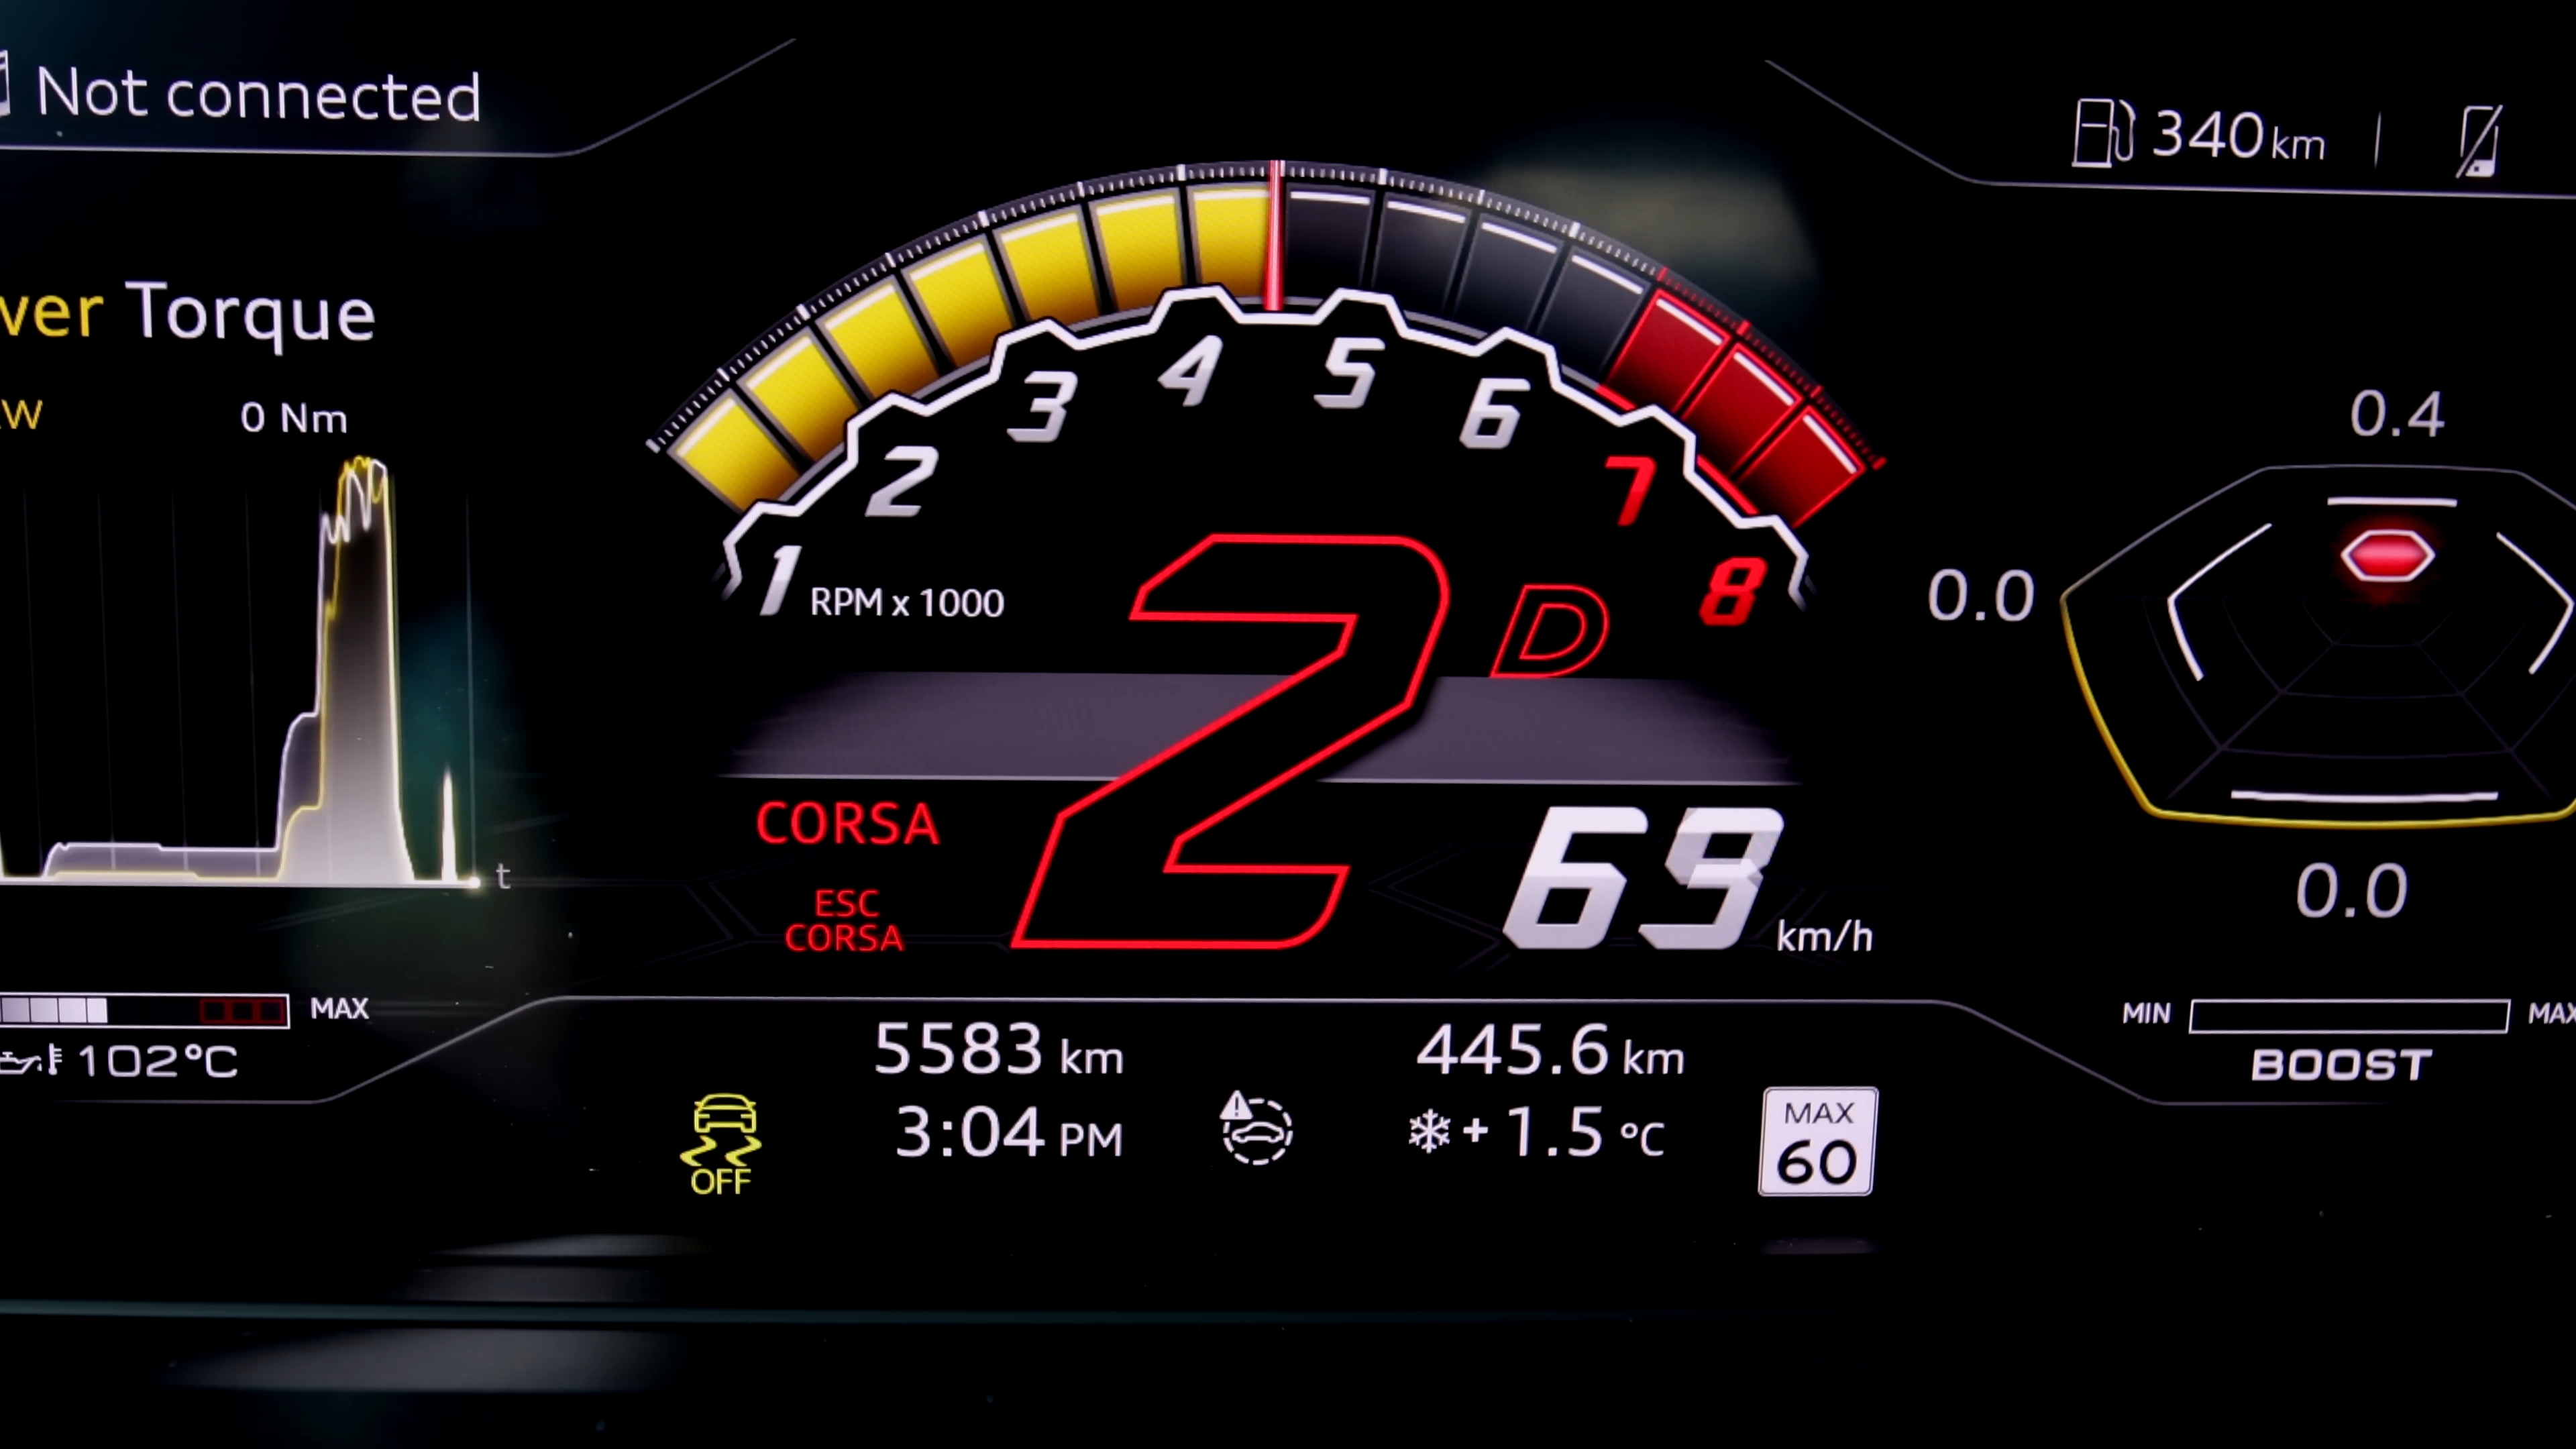 Not connected
340 km
ver Torque
W
0 Nm
1 2 3 4 5 6 7 8
RPM x 1000
2 D
0.4
0.0
0.0
t
CORSA
ESC
CORSA
km/h
MAX
102°C
MIN
BOOST
5583 km
445.6 km
OFF
3:04 PM
+1.5 °C
MAX
60